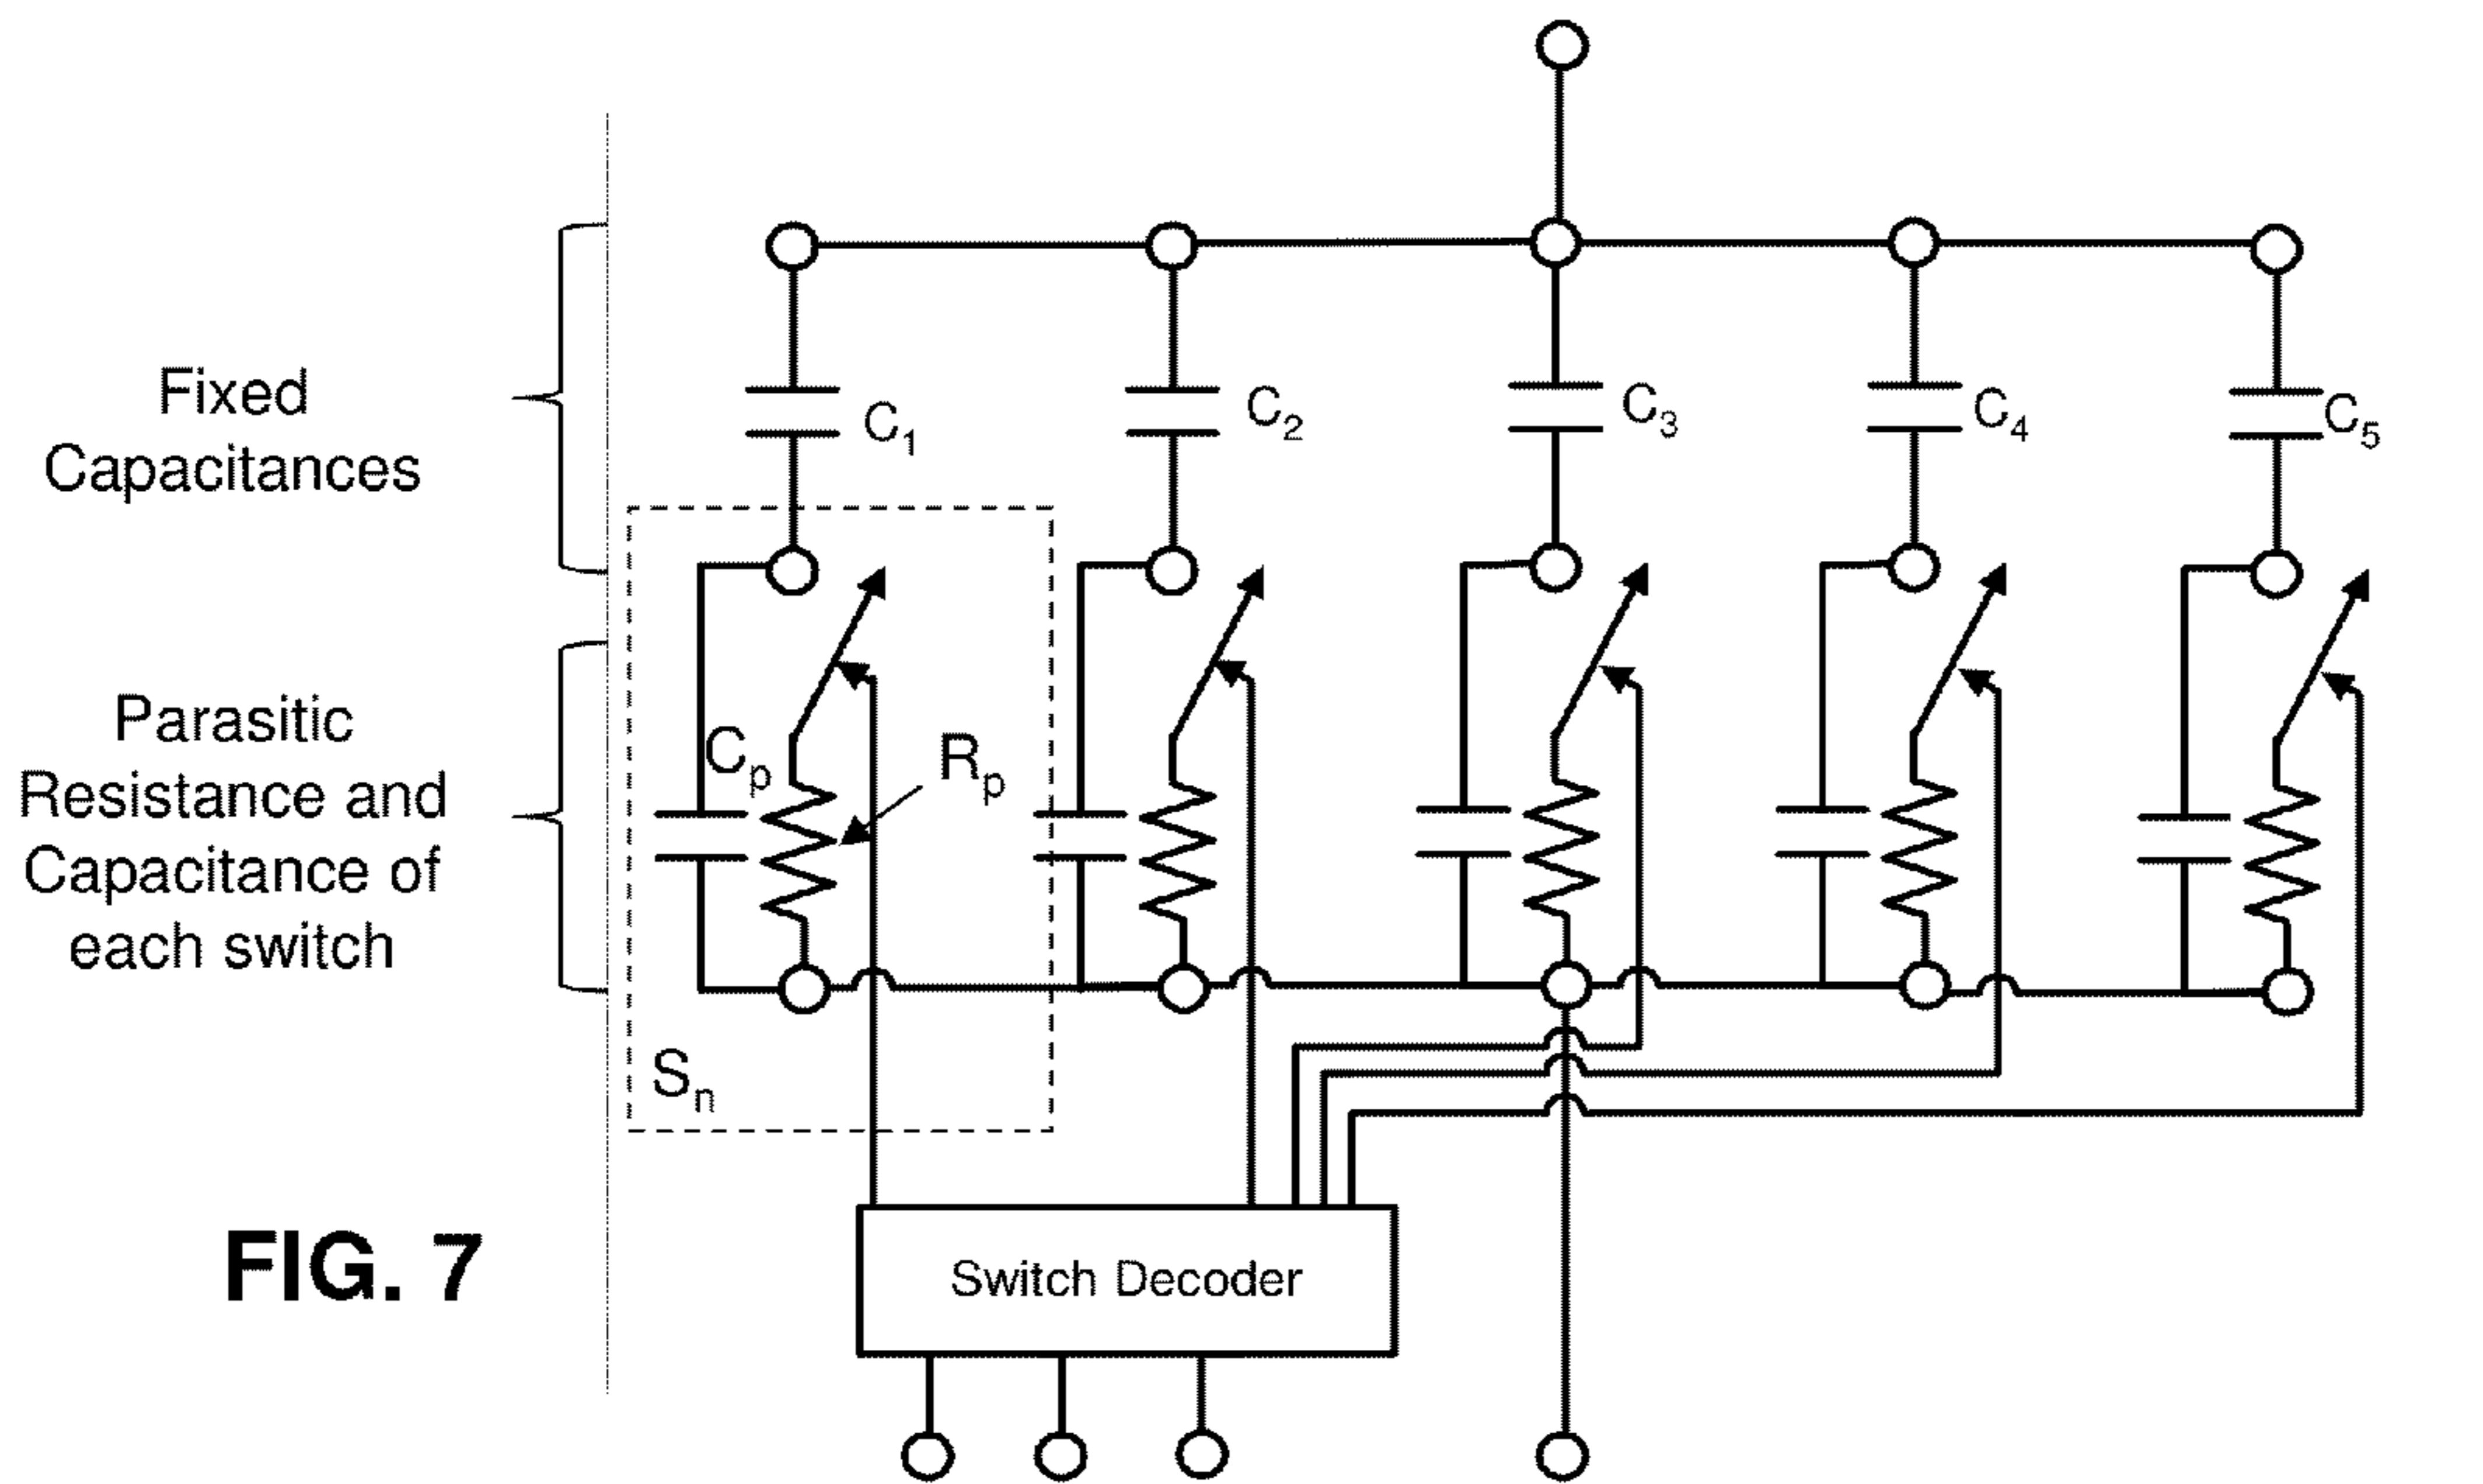 Fixed
Capacitances
C1
C2
C3
C4
C5
Parasitic
Resistance and
Capacitance of
each switch
Cp
Rp
Sn
Switch Decoder
FIG. 7